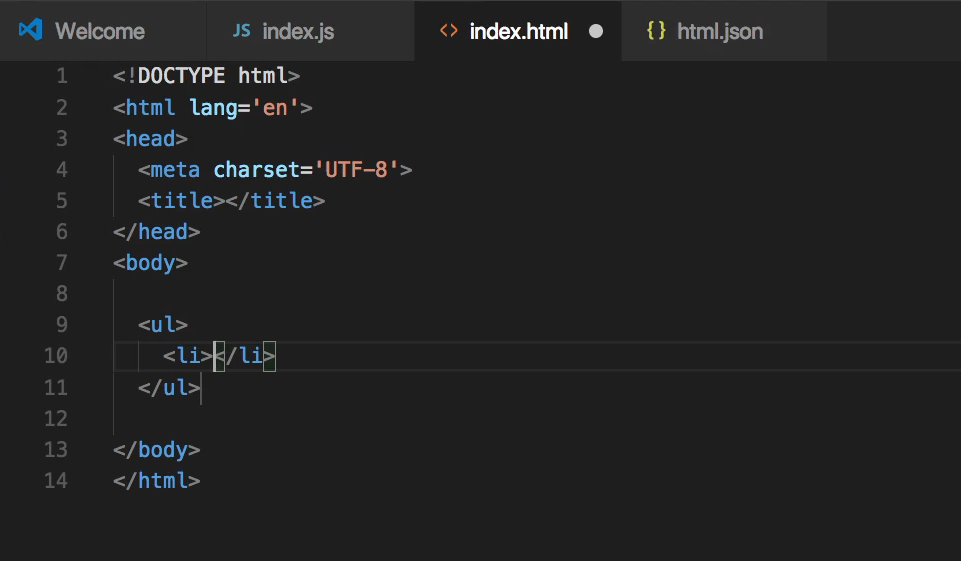 Welcome JS index.js <> index.html {} html.json
1 <!DOCTYPE html>
2 <html lang='en'>
3 <head>
4   <meta charset='UTF-8'>
5   <title></title>
6 </head>
7 <body>
8
9   <ul>
10     <li></li>
11   </ul>
12
13 </body>
14 </html>